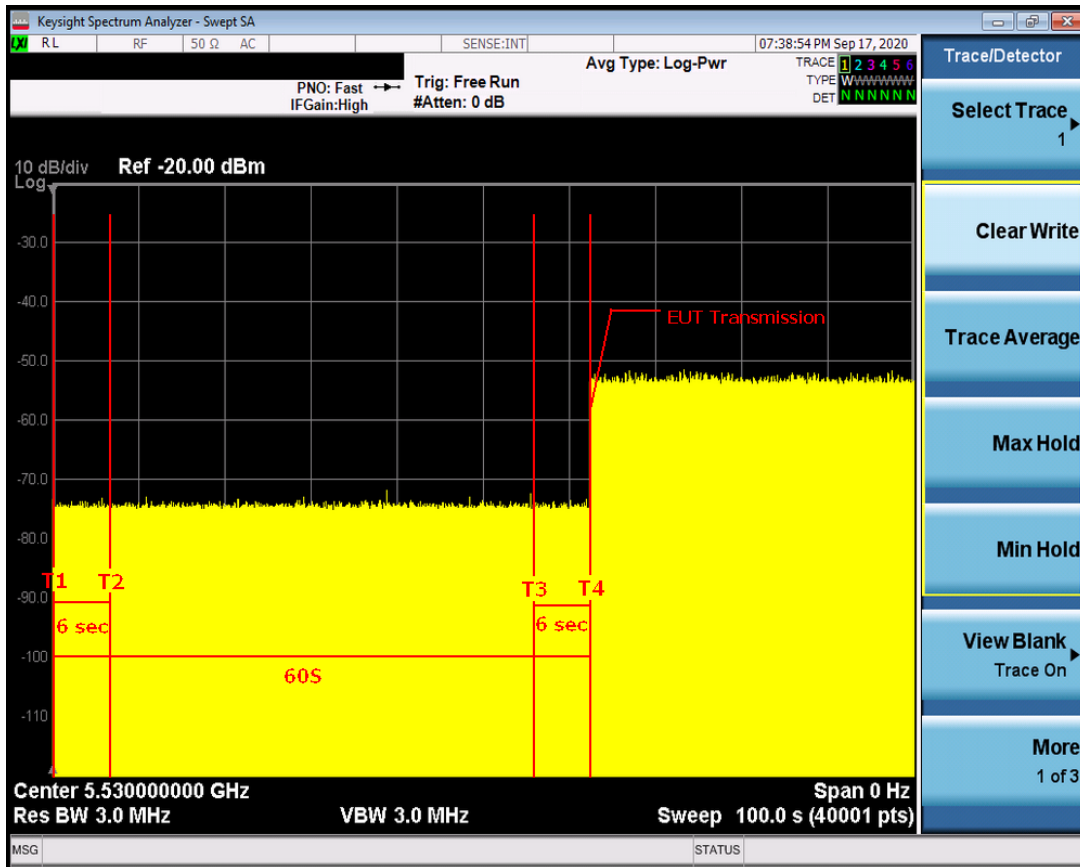 Keysight Spectrum Analyzer - Swept SA
LXI RL RF 50 Ω AC SENSE:INT 07:38:54 PM Sep 17, 2020
Avg Type: Log-Pwr TRACE 1 2 3 4 5 6
PNO: Fast Trig: Free Run TYPE WWWWWWW
IFGain:High #Atten: 0 dB DET N N N N N N
10 dB/div Ref -20.00 dBm
Log
-30.0
-40.0
EUT Transmission
-50.0
-60.0
-70.0
-80.0
T1 T2 T3 T4
-90.0
6 sec 6 sec
-100
60S
-110
Center 5.530000000 GHz Span 0 Hz
Res BW 3.0 MHz VBW 3.0 MHz Sweep 100.0 s (40001 pts)
MSG STATUS
Trace/Detector
Select Trace
1
Clear Write
Trace Average
Max Hold
Min Hold
View Blank
Trace On
More
1 of 3